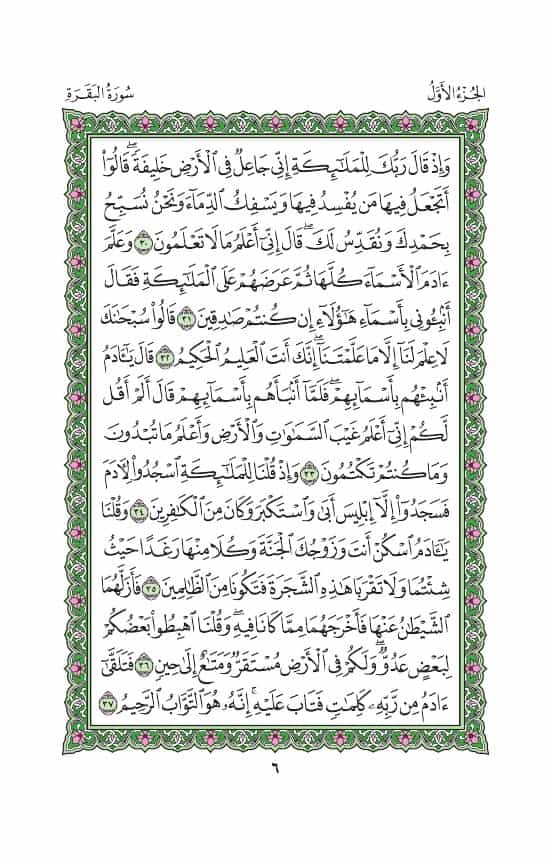 سُورَةُ البَقَرَةِ
الجُزْءُ الأَوَّلُ
وَإِذْ قَالَ رَبُّكَ لِلْمَلَٰٓئِكَةِ إِنِّى جَاعِلٌ فِى ٱلْأَرْضِ خَلِيفَةًۖ قَالُوٓا۟
أَتَجْعَلُ فِيهَا مَن يُفْسِدُ فِيهَا وَيَسْفِكُ ٱلدِّمَآءَ وَنَحْنُ نُسَبِّحُ
بِحَمْدِكَ وَنُقَدِّسُ لَكَۖ قَالَ إِنِّىٓ أَعْلَمُ مَا لَا تَعْلَمُونَ ٣٠ وَعَلَّمَ
ءَادَمَ ٱلْأَسْمَآءَ كُلَّهَا ثُمَّ عَرَضَهُمْ عَلَى ٱلْمَلَٰٓئِكَةِ فَقَالَ
أَنۢبِـُٔونِى بِأَسْمَآءِ هَٰٓؤُلَآءِ إِن كُنتُمْ صَٰدِقِينَ ٣١ قَالُوا۟ سُبْحَٰنَكَ
لَا عِلْمَ لَنَآ إِلَّا مَا عَلَّمْتَنَآۖ إِنَّكَ أَنتَ ٱلْعَلِيمُ ٱلْحَكِيمُ ٣٢ قَالَ يَٰٓـَٔادَمُ
أَنۢبِئْهُم بِأَسْمَآئِهِمْۖ فَلَمَّآ أَنۢبَأَهُم بِأَسْمَآئِهِمْ قَالَ أَلَمْ أَقُل
لَّكُمْ إِنِّىٓ أَعْلَمُ غَيْبَ ٱلسَّمَٰوَٰتِ وَٱلْأَرْضِ وَأَعْلَمُ مَا تُبْدُونَ
وَمَا كُنتُمْ تَكْتُمُونَ ٣٣ وَإِذْ قُلْنَا لِلْمَلَٰٓئِكَةِ ٱسْجُدُوا۟ لِـَٔادَمَ
فَسَجَدُوٓا۟ إِلَّآ إِبْلِيسَ أَبَىٰ وَٱسْتَكْبَرَ وَكَانَ مِنَ ٱلْكَٰفِرِينَ ٣٤ وَقُلْنَا
يَٰٓـَٔادَمُ ٱسْكُنْ أَنتَ وَزَوْجُكَ ٱلْجَنَّةَ وَكُلَا مِنْهَا رَغَدًا حَيْثُ
شِئْتُمَا وَلَا تَقْرَبَا هَٰذِهِ ٱلشَّجَرَةَ فَتَكُونَا مِنَ ٱلظَّٰلِمِينَ ٣٥ فَأَزَلَّهُمَا
ٱلشَّيْطَٰنُ عَنْهَا فَأَخْرَجَهُمَا مِمَّا كَانَا فِيهِۖ وَقُلْنَا ٱهْبِطُوا۟ بَعْضُكُمْ
لِبَعْضٍ عَدُوٌّۖ وَلَكُمْ فِى ٱلْأَرْضِ مُسْتَقَرٌّ وَمَتَٰعٌ إِلَىٰ حِينٍ ٣٦ فَتَلَقَّىٰٓ
ءَادَمُ مِن رَّبِّهِۦ كَلِمَٰتٍ فَتَابَ عَلَيْهِۚ إِنَّهُۥ هُوَ ٱلتَّوَّابُ ٱلرَّحِيمُ ٣٧
٦